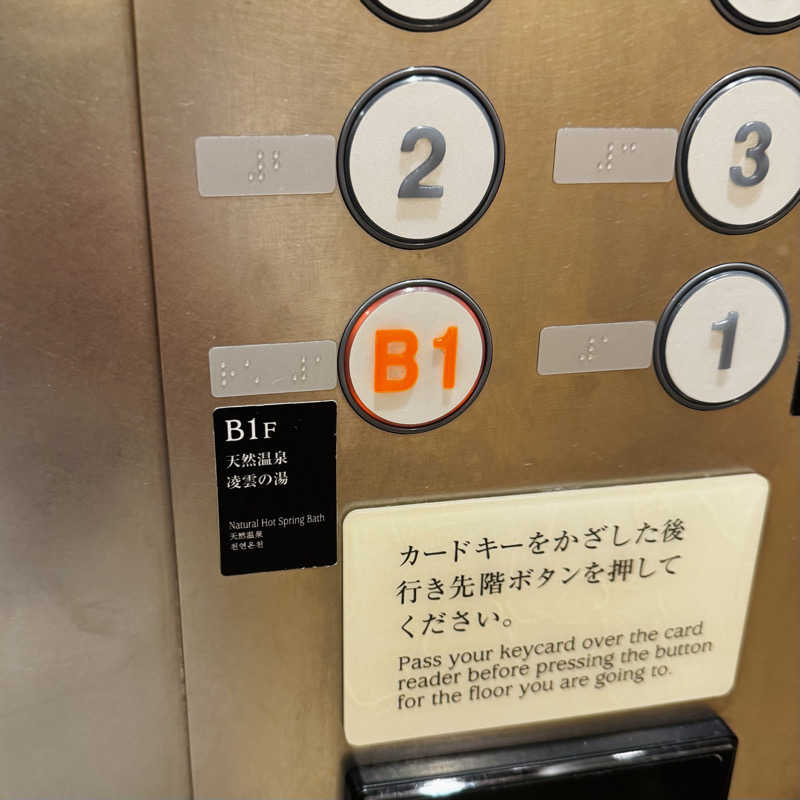 2
3
B1
1
B1F
天然温泉
凌雲の湯
Natural Hot Spring Bath
天然温泉
천연온천
カードキーをかざした後
行き先階ボタンを押して
ください。
Pass your keycard over the card
reader before pressing the button
for the floor you are going to.